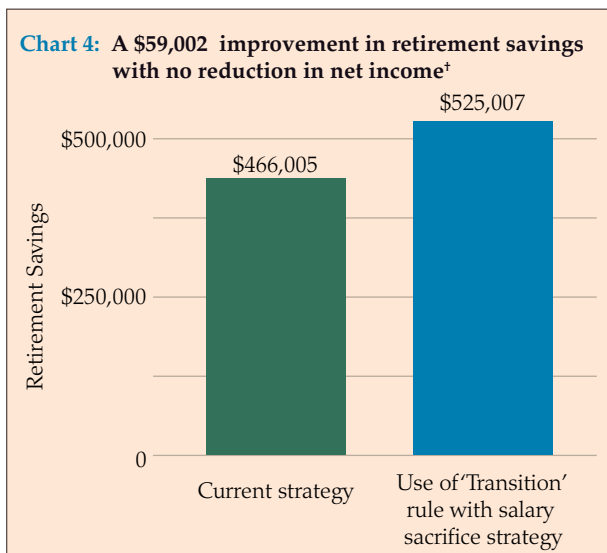 Chart 4: A $59,002 improvement in retirement savings
with no reduction in net income†
$525,007
$500,000
$466,005
Retirement Savings
$250,000
0
Current strategy
Use of 'Transition'
rule with salary
sacrifice strategy